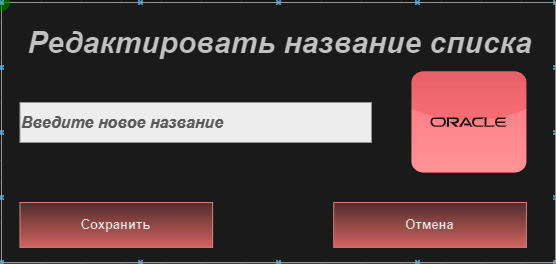 Редактировать название списка
Введите новое название
ORACLE
Сохранить
Отмена